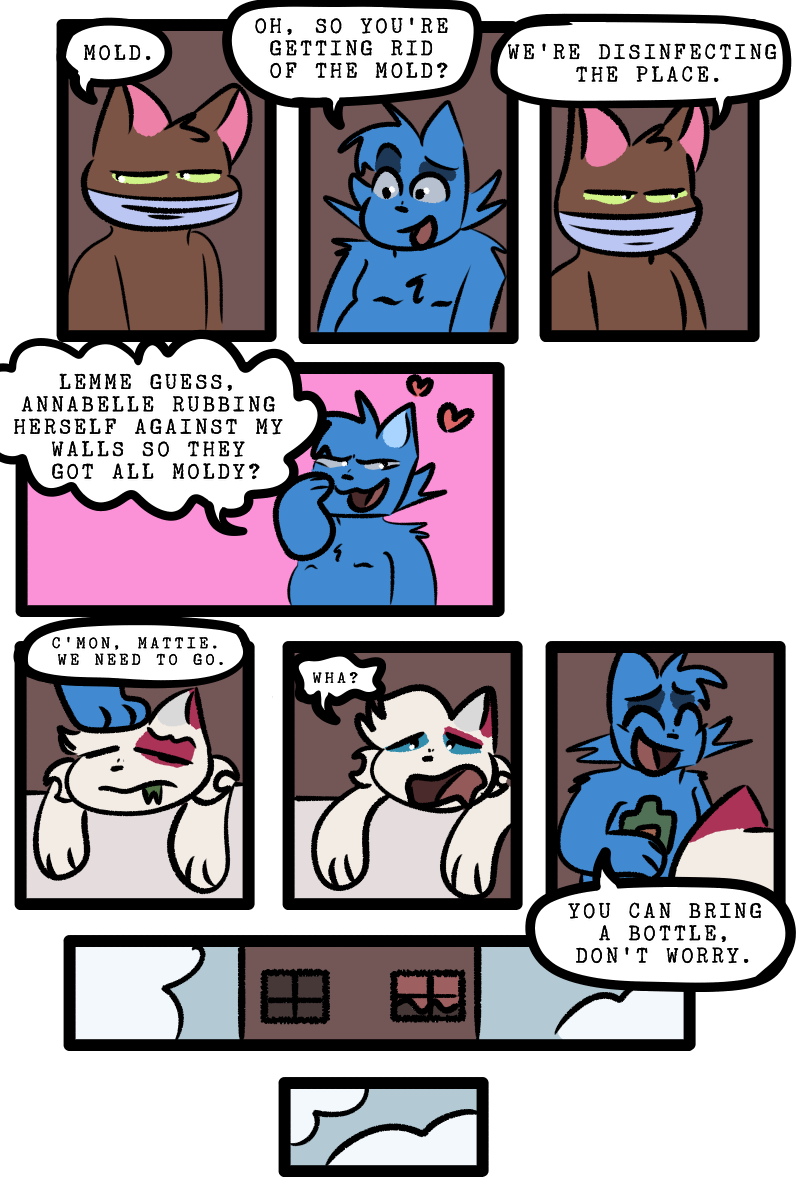 MOLD.
OH, SO YOU'RE
GETTING RID
OF THE MOLD?
WE'RE DISINFECTING
THE PLACE.
LEMME GUESS,
ANNABELLE RUBBING
HERSELF AGAINST MY
WALLS SO THEY
GOT ALL MOLDY?
C'MON, MATTIE.
WE NEED TO GO.
WHA?
YOU CAN BRING
A BOTTLE,
DON'T WORRY.